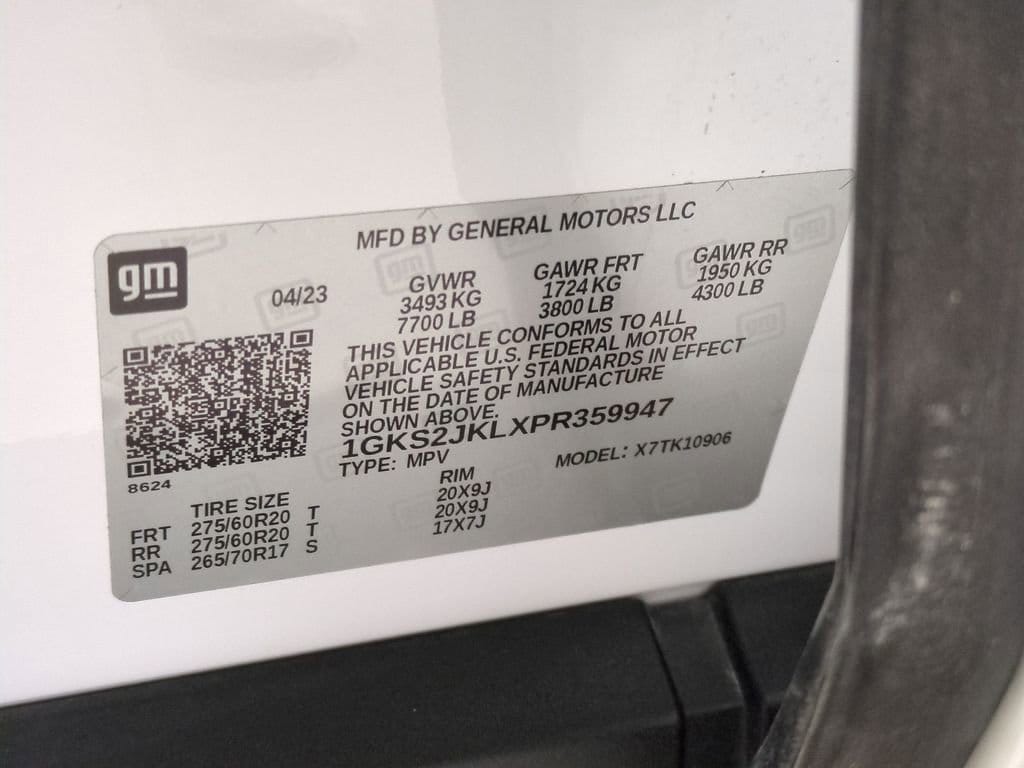 MFD BY GENERAL MOTORS LLC
gm
04/23
GVWR GAWR FRT GAWR RR
3493 KG 1724 KG 1950 KG
7700 LB 3800 LB 4300 LB
THIS VEHICLE CONFORMS TO ALL
APPLICABLE U.S. FEDERAL MOTOR
VEHICLE SAFETY STANDARDS IN EFFECT
ON THE DATE OF MANUFACTURE
SHOWN ABOVE.
1GKS2JKLXPR359947
TYPE: MPV MODEL: X7TK10906
8624
TIRE SIZE RIM
FRT 275/60R20 T 20X9J
RR 275/60R20 T 20X9J
SPA 265/70R17 S 17X7J